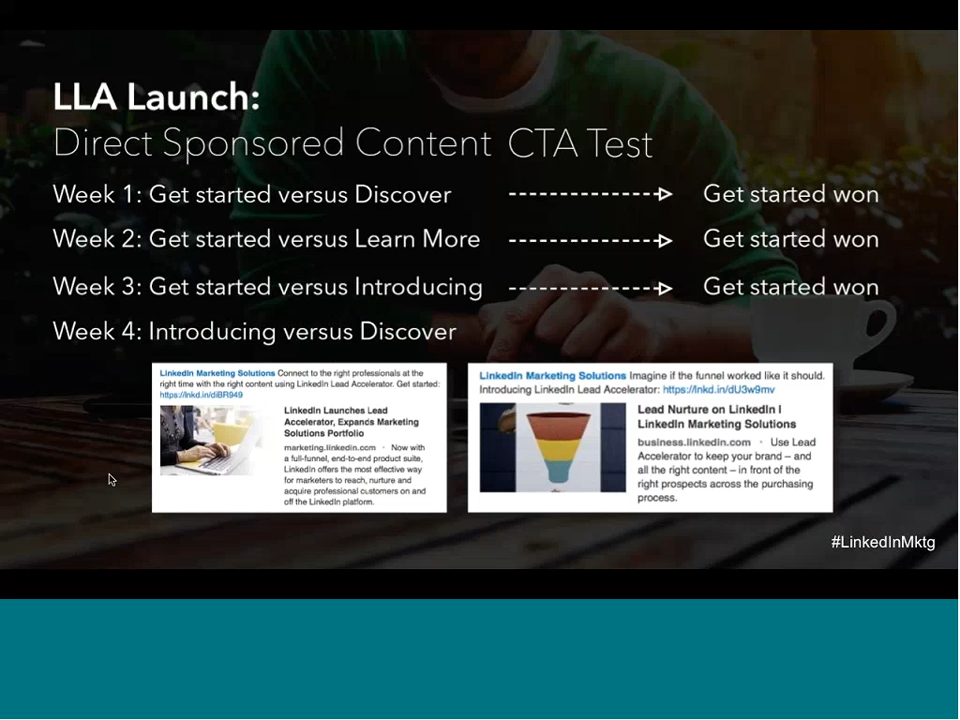 LLA Launch:
Direct Sponsored Content CTA Test
Week 1: Get started versus Discover Get started won
Week 2: Get started versus Learn More Get started won
Week 3: Get started versus Introducing Get started won
Week 4: Introducing versus Discover
LinkedIn Marketing Solutions Connect to the right professionals at the
right time with the right content using LinkedIn Lead Accelerator. Get started:
https://lnkd.in/diBR949
LinkedIn Launches Lead
Accelerator, Expands Marketing
Solutions Portfolio
marketing.linkedin.com · Now with
a full-funnel, end-to-end product suite,
LinkedIn offers the most effective way
for marketers to reach, nurture and
acquire professional customers on and
off the LinkedIn platform.
LinkedIn Marketing Solutions Imagine if the funnel worked like it should.
Introducing LinkedIn Lead Accelerator: https://lnkd.in/dU3w9mv
Lead Nurture on LinkedIn |
LinkedIn Marketing Solutions
business.linkedin.com · Use Lead
Accelerator to keep your brand – and
all the right content – in front of the
right prospects across the purchasing
process.
#LinkedInMktg